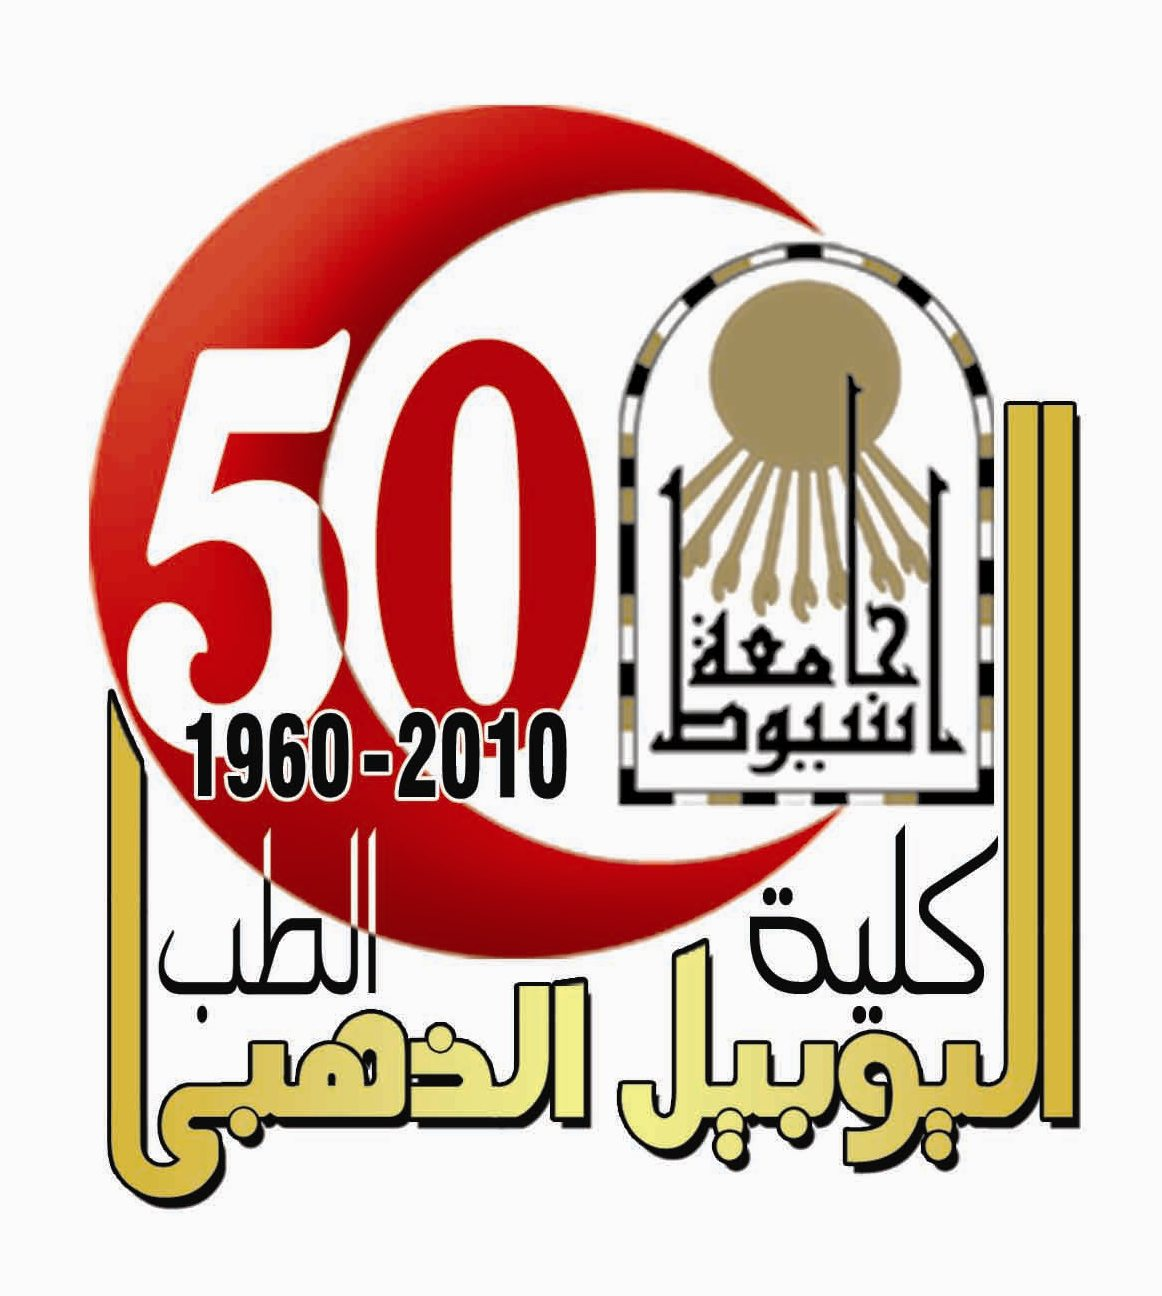 50
جامعة
اسيوط
1960-2010
كلية الطب
اليوبيل الذهبى